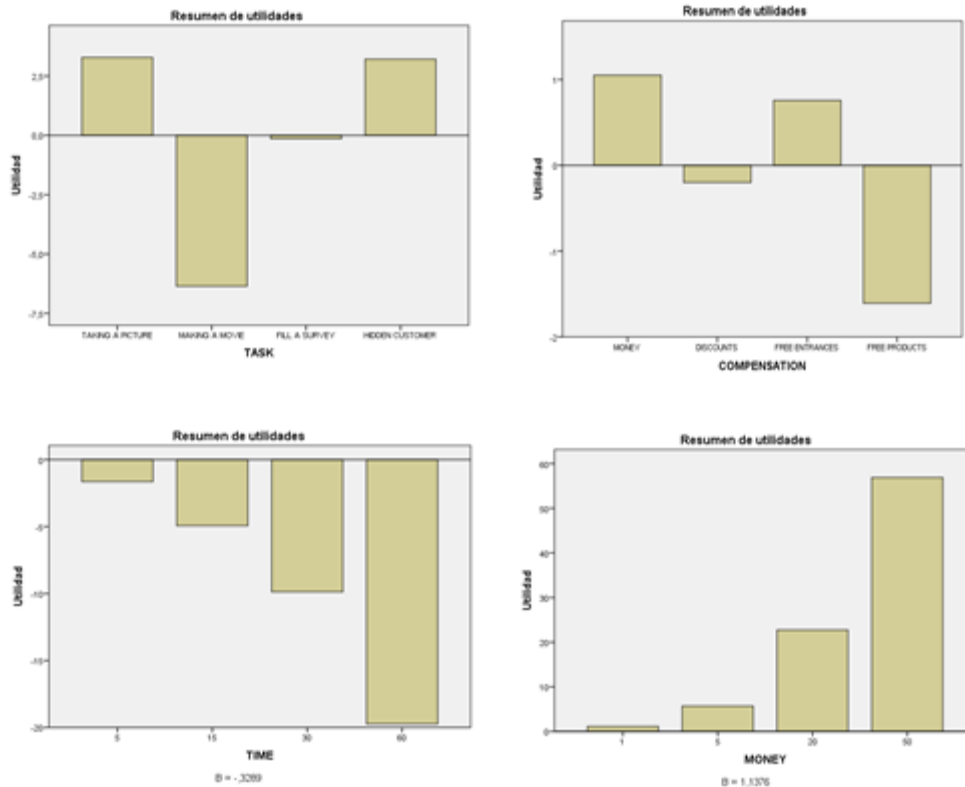 Resumen de utilidades
Utilidad
2,5
0,0
-2,5
-5,0
-7,5
TAKING A PICTURE MAKING A MOVIE FILL A SURVEY HIDDEN CUSTOMER
TASK
Resumen de utilidades
Utilidad
1
0
-1
-2
MONEY DISCOUNTS FREE ENTRANCES FREE PRODUCTS
COMPENSATION
Resumen de utilidades
Utilidad
0
-5
-10
-15
-20
5 15 30 60
TIME
B = -,3289
Resumen de utilidades
Utilidad
60
50
40
30
20
10
0
1 5 20 50
MONEY
B = 1,1376